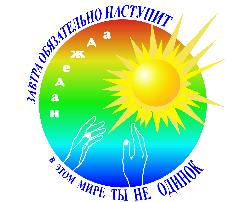 ЗАВТРА ОБЯЗАТЕЛЬНО НАСТУПИТ
надежда
В ЭТОМ МИРЕ ТЫ НЕ ОДИНОК